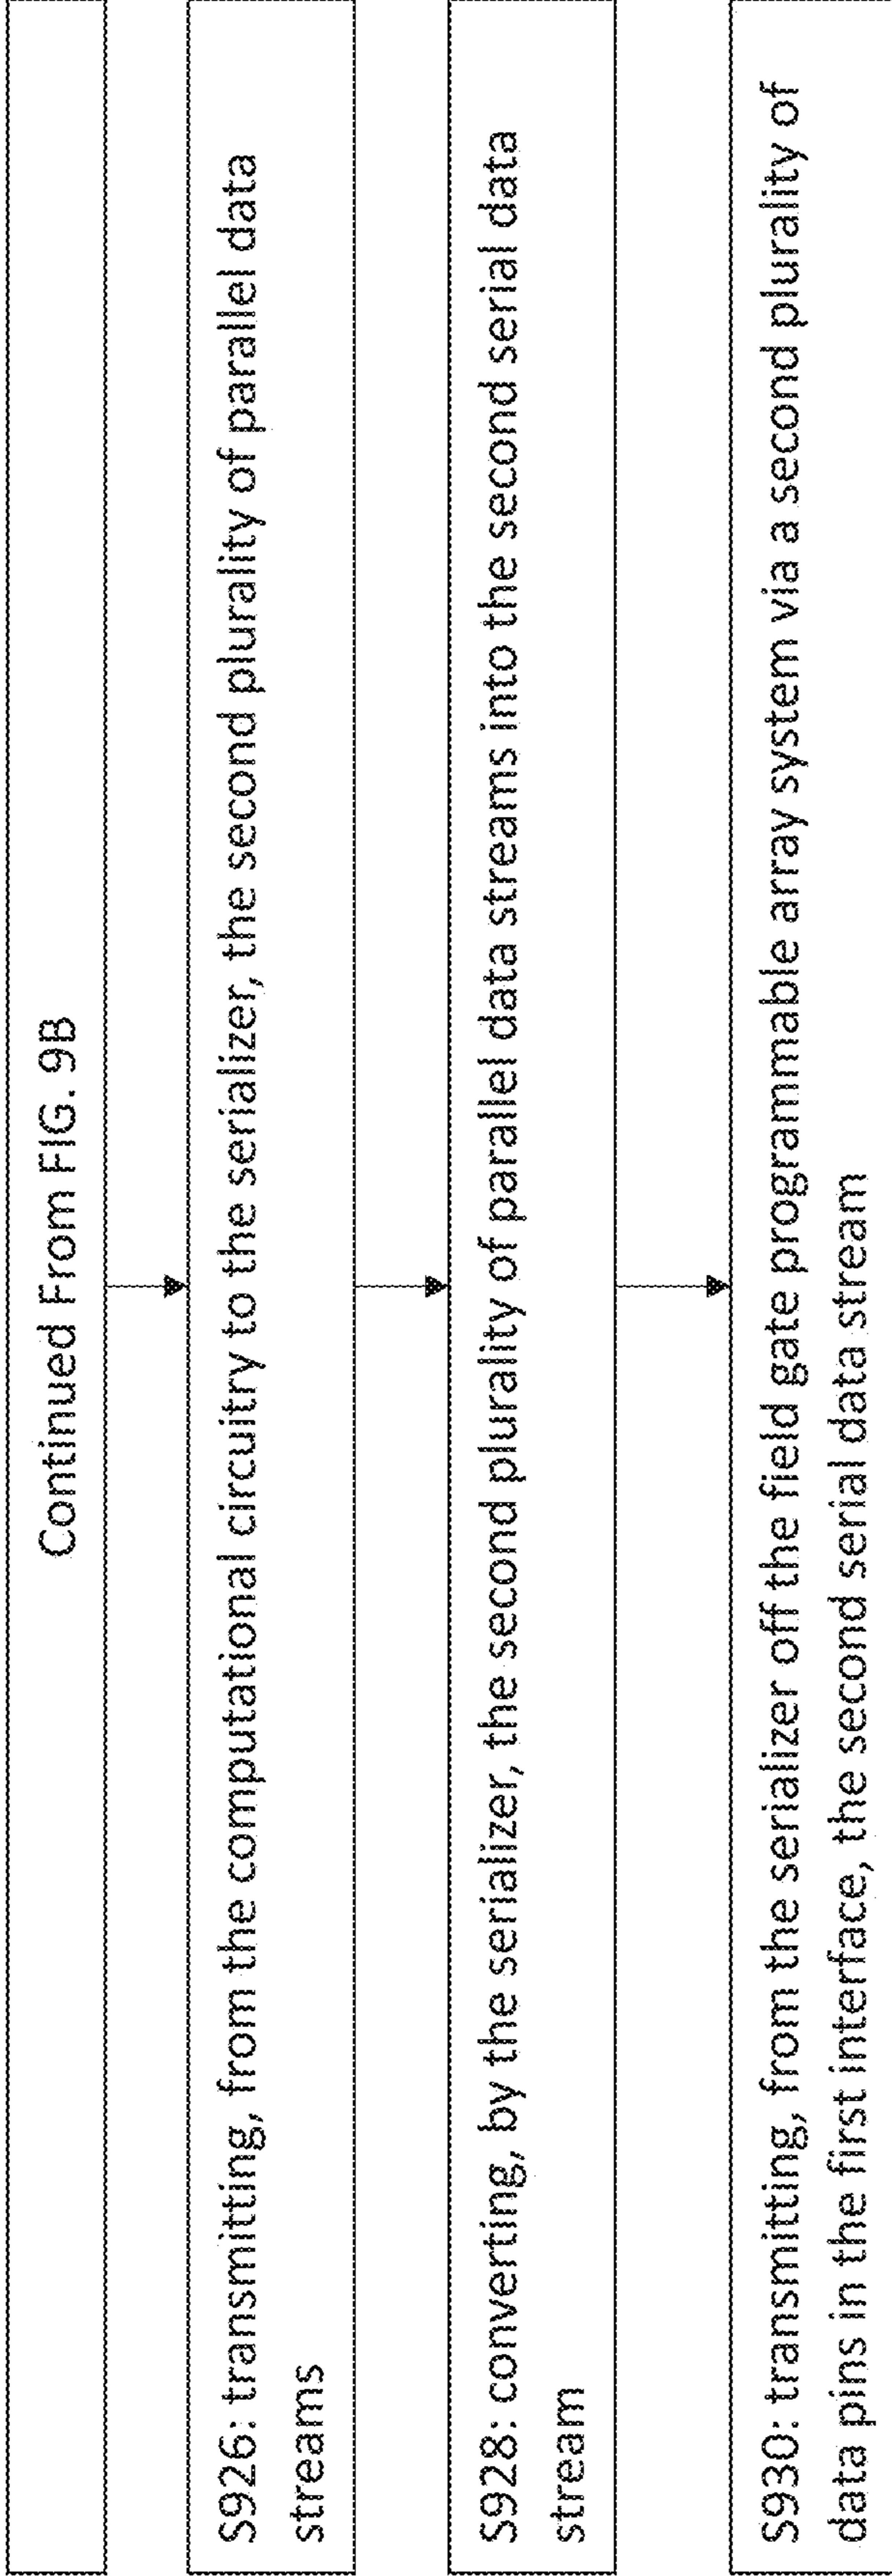 Continued From FIG. 9B
S926: transmitting, from the computational circuitry to the serializer, the second plurality of parallel data
streams
S928: converting, by the serializer, the second plurality of parallel data streams into the second serial data
stream
S930: transmitting, from the serializer off the field gate programmable array system via a second plurality of
data pins in the first interface, the second serial data stream